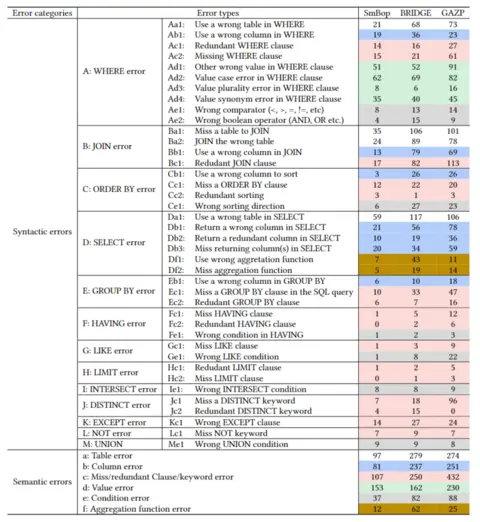 Error categories Error types SmBop BRIDGE GAZP
Syntactic errors
A: WHERE error
Aa1: Use a wrong table in WHERE 21 68 73
Ab1: Use a wrong column in WHERE 19 36 23
Ac1: Redundant WHERE clause 14 16 27
Ac2: Missing WHERE clause 15 21 61
Ad1: Other wrong value in WHERE clause 51 52 91
Ad2: Value case error in WHERE clause 62 69 82
Ad3: Value plurality error in WHERE clause 8 6 16
Ad4: Value synonym error in WHERE clause 35 40 45
Ae1: Wrong comparator (<, >, =, !=, etc) 8 13 14
Ae2: Wrong boolean operator (AND, OR etc.) 4 15 9
B: JOIN error
Ba1: Miss a table to JOIN 35 106 101
Ba2: JOIN the wrong table 24 89 78
Bb1: Use a wrong column in JOIN 13 79 69
Bc1: Redudant JOIN clause 17 82 113
C: ORDER BY error
Cb1: Use a wrong column to sort 3 26 26
Cc1: Miss a ORDER BY clause 12 22 20
Cc2: Redundant sorting 3 1 3
Ce1: Wrong sorting direction 6 27 23
D: SELECT error
Da1: Use a wrong table in SELECT 59 117 106
Db1: Return a wrong column in SELECT 21 56 78
Db2: Return a redundant column in SELECT 10 19 36
Db3: Miss returning column(s) in SELECT 20 34 59
Df1: Use wrong aggretation function 7 43 11
Df2: Miss aggregation function 5 19 14
E: GROUP BY error
Eb1: Use a wrong column in GROUP BY 6 10 18
Ec1: Miss a GROUP BY clause in the SQL query 10 33 47
Ec2: Redudant GROUP BY clause 6 7 16
F: HAVING error
Fc1: Miss HAVING clause 1 5 12
Fc2: Redundant HAVING clause 0 2 6
Fe1: Wrong condition in HAVING 1 2 3
G: LIKE error
Gc1: Miss LIKE clause 1 3 9
Ge1: Wrong LIKE condition 1 8 22
H: LIMIT error
Hc1: Redudant LIMIT clause 1 2 5
Hc2: Miss LIMIT clause 0 1 3
I: INTERSECT error Ie1: Wrong INTERSECT condition 8 8 9
J: DISTINCT error
Jc1 Miss a DISTINCT keyword 7 18 96
Jc2 Redundant DISTINCT keyword 4 15 0
K: EXCEPT error Kc1 Wrong EXCEPT clause 14 27 24
L: NOT error Lc1 Miss NOT keyword 7 9 7
M: UNION Me1 Wrong UNION condition 9 9 8
Semantic errors
a: Table error 97 279 274
b: Column error 81 237 251
c: Miss/redundant Clause/keyword error 107 250 432
d: Value error 153 162 230
e: Condition error 37 82 88
f: Aggregation function error 12 62 25